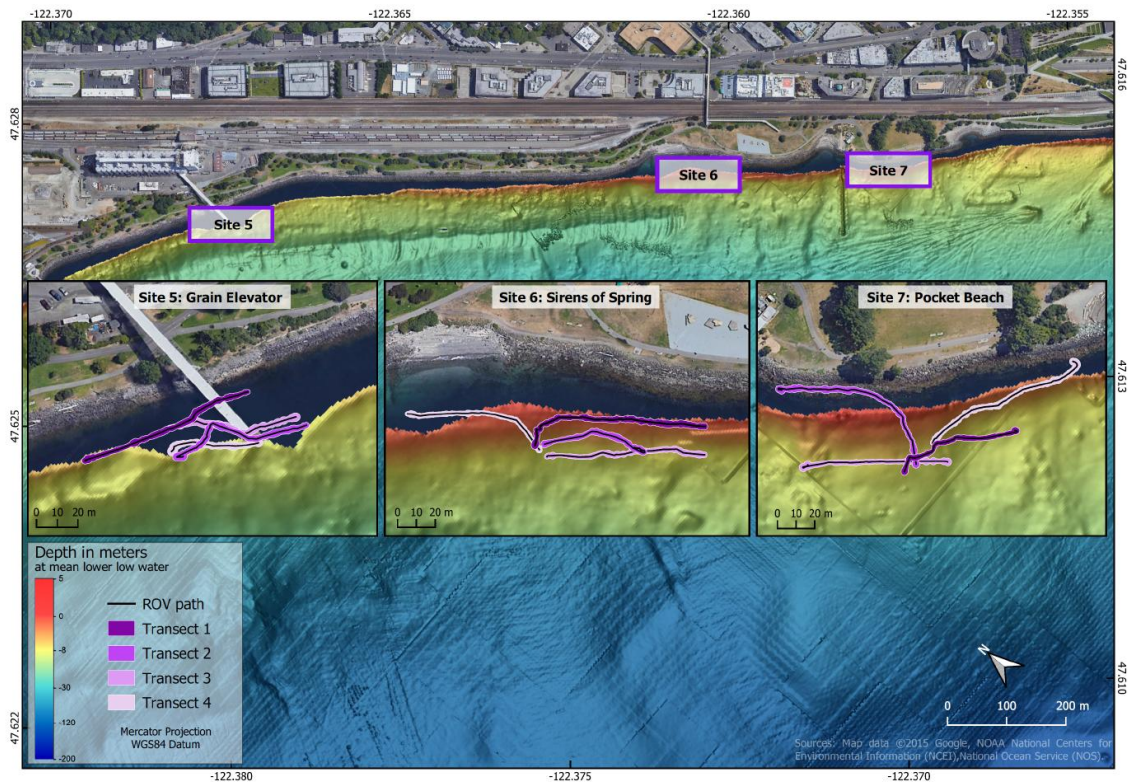 -122.370
-122.365
-122.360
-122.355
47.628
47.616
Site 5
Site 6
Site 7
Site 5: Grain Elevator
Site 6: Sirens of Spring
Site 7: Pocket Beach
47.625
47.613
0 10 20 m
0 10 20 m
0 10 20 m
Depth in meters
at mean lower low water
5
0
-8
-30
-120
-200
ROV path
Transect 1
Transect 2
Transect 3
Transect 4
Mercator Projection
WGS84 Datum
N
0 100 200 m
47.622
47.610
Sources: Map data ©2015 Google, NOAA National Centers for
Environmental Information (NCEI),National Ocean Service (NOS).
-122.380
-122.375
-122.370